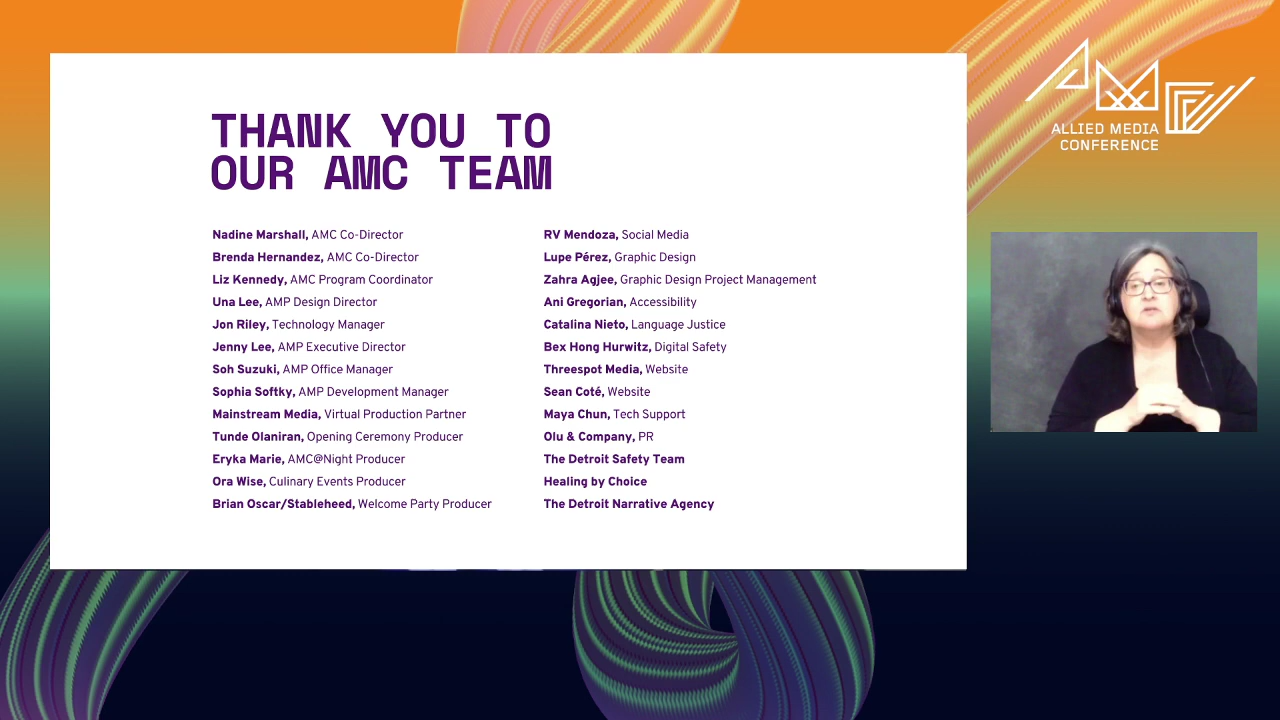 THANK YOU TO
OUR AMC TEAM
Nadine Marshall, AMC Co-Director
Brenda Hernandez, AMC Co-Director
Liz Kennedy, AMC Program Coordinator
Una Lee, AMP Design Director
Jon Riley, Technology Manager
Jenny Lee, AMP Executive Director
Soh Suzuki, AMP Office Manager
Sophia Softky, AMP Development Manager
Mainstream Media, Virtual Production Partner
Tunde Olaniran, Opening Ceremony Producer
Eryka Marie, AMC@Night Producer
Ora Wise, Culinary Events Producer
Brian Oscar/Stableheed, Welcome Party Producer
RV Mendoza, Social Media
Lupe Pérez, Graphic Design
Zahra Agjee, Graphic Design Project Management
Ani Gregorian, Accessibility
Catalina Nieto, Language Justice
Bex Hong Hurwitz, Digital Safety
Threespot Media, Website
Sean Coté, Website
Maya Chun, Tech Support
Olu & Company, PR
The Detroit Safety Team
Healing by Choice
The Detroit Narrative Agency
AMC
ALLIED MEDIA
CONFERENCE